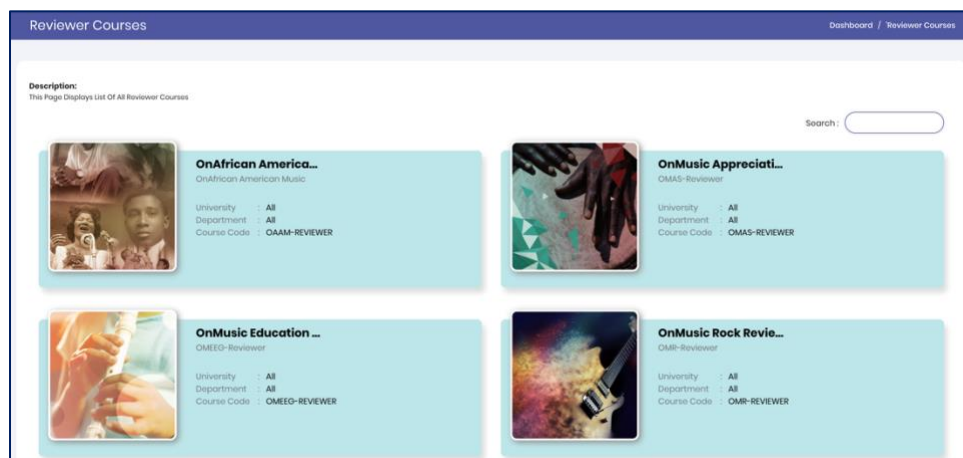 Reviewer Courses
Dashboard / 'Reviewer Courses
Description:
This Page Displays List Of All Reviewer Courses
Search :
OnAfrican America...
OnAfrican American Music
University : All
Department : All
Course Code : OAAM-REVIEWER
OnMusic Appreciati...
OMAS-Reviewer
University : All
Department : All
Course Code : OMAS-REVIEWER
OnMusic Education ...
OMEEG-Reviewer
University : All
Department : All
Course Code : OMEEG-REVIEWER
OnMusic Rock Revie...
OMR-Reviewer
University : All
Department : All
Course Code : OMR-REVIEWER